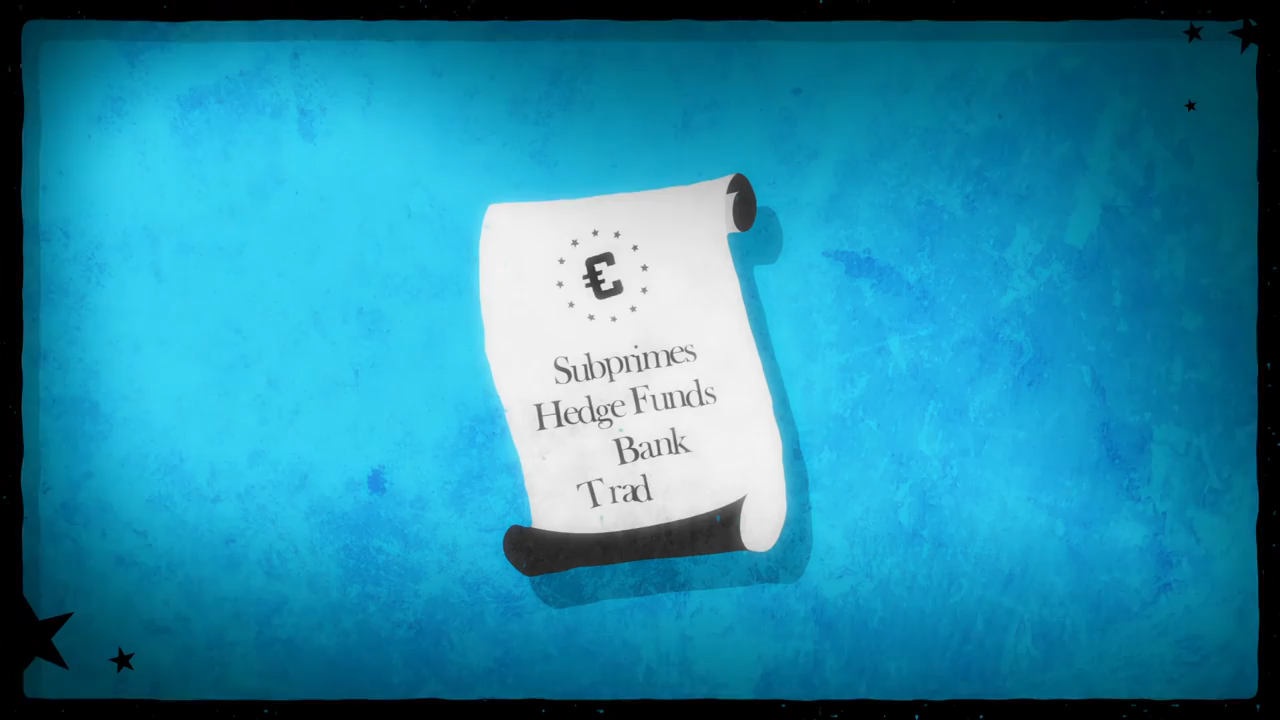 €
Subprimes
Hedge Funds
Bank
Trad